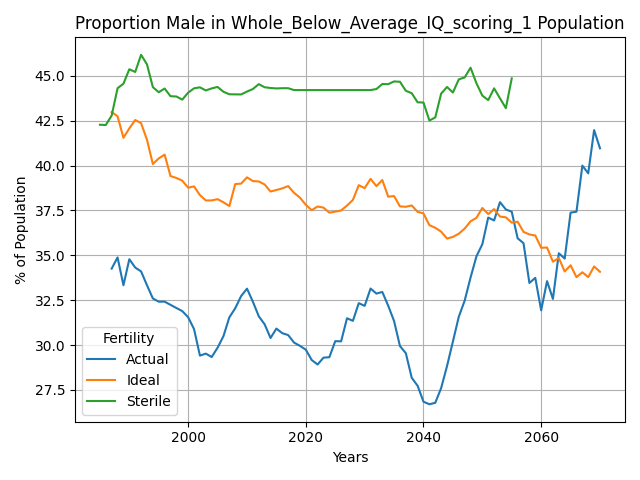 Proportion Male in Whole_Below_Average_IQ_scoring_1 Population
% of Population
45.0
42.5
40.0
37.5
35.0
32.5
30.0
27.5
Fertility
Actual
Ideal
Sterile
2000
2020
2040
2060
Years